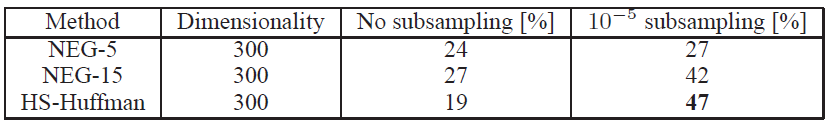 Method Dimensionality No subsampling [%] 10⁻⁵ subsampling [%]
NEG-5 300 24 27
NEG-15 300 27 42
HS-Huffman 300 19 47